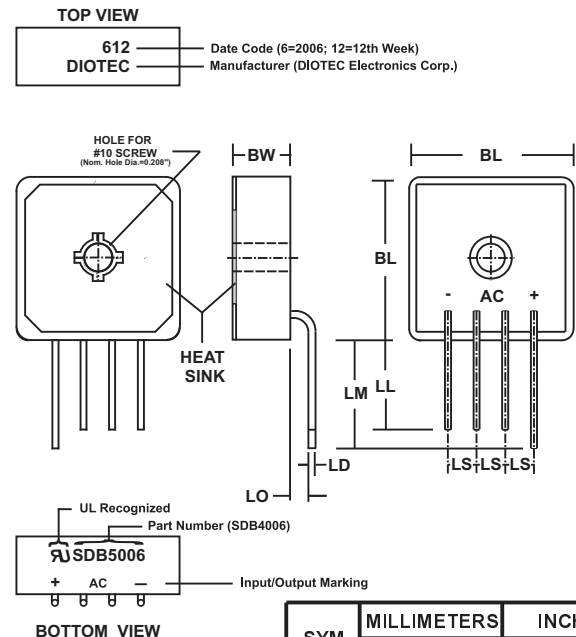 TOP VIEW
612
Date Code (6=2006; 12=12th Week)
DIOTEC
Manufacturer (DIOTEC Electronics Corp.)
HOLE FOR
#10 SCREW
(Nom. Hole Dia.=0.208")
BW
BL
BL
- AC +
HEAT
SINK
LM
LL
LD
LS LS LS
LO
UL Recognized
Part Number (SDB4006)
SDB5006
+ AC –
Input/Output Marking
BOTTOM VIEW
SYM
MILLIMETERS
INCH